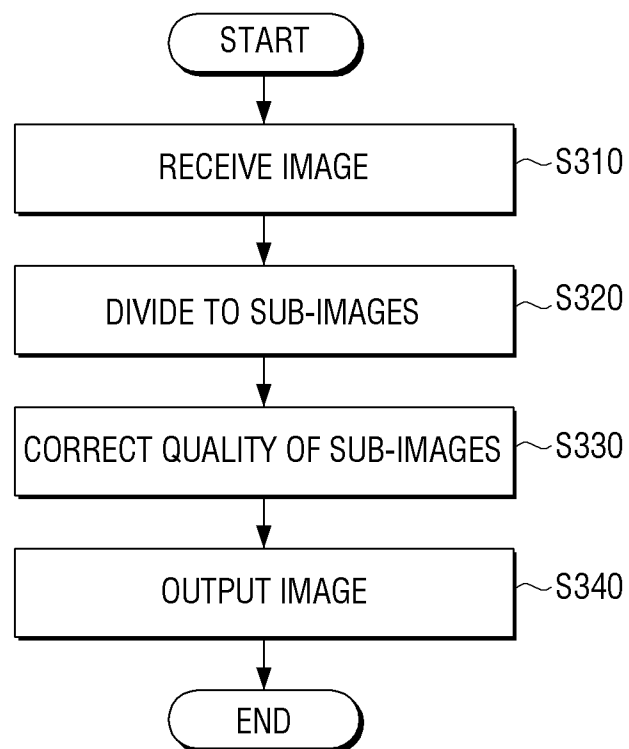 START
RECEIVE IMAGE
S310
DIVIDE TO SUB-IMAGES
S320
CORRECT QUALITY OF SUB-IMAGES
S330
OUTPUT IMAGE
S340
END